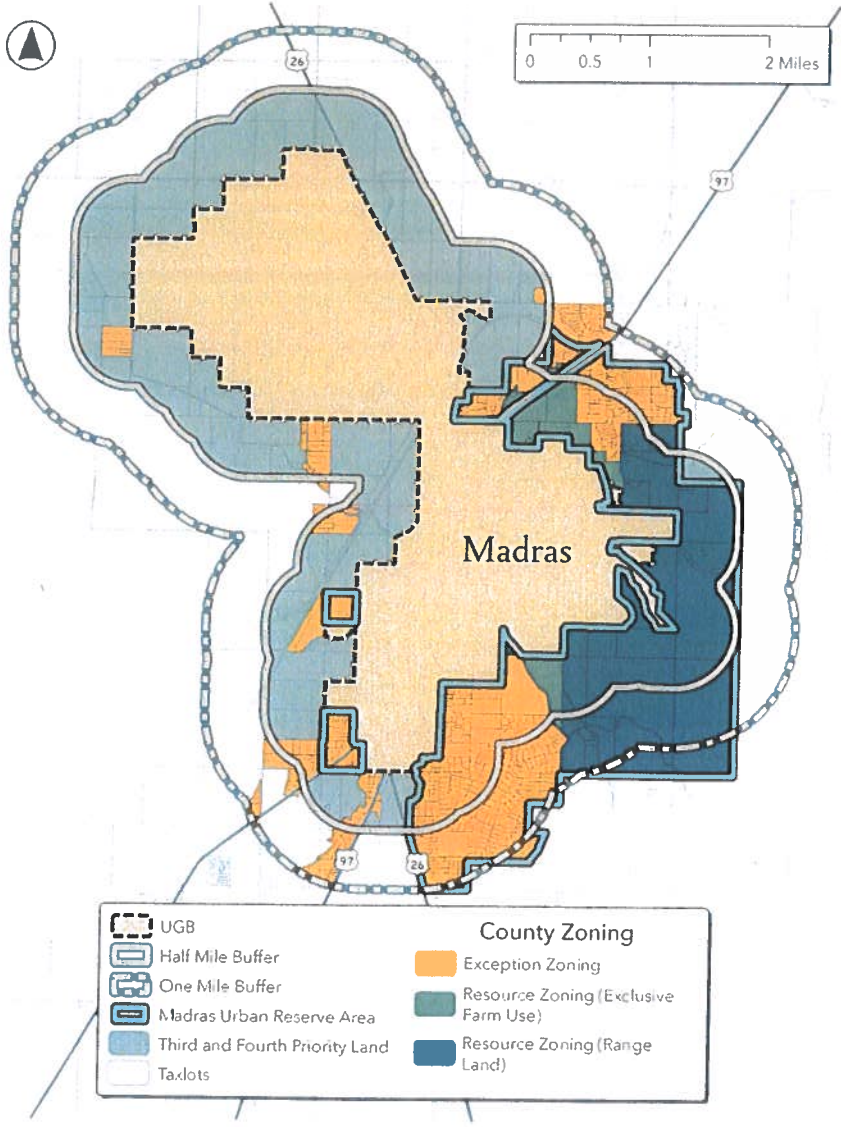 26
0 0.5 1 2 Miles
97
Madras
97
26
UGB
Half Mile Buffer
One Mile Buffer
Madras Urban Reserve Area
Third and Fourth Priority Land
Taxlots
County Zoning
Exception Zoning
Resource Zoning (Exclusive
Farm Use)
Resource Zoning (Range
Land)